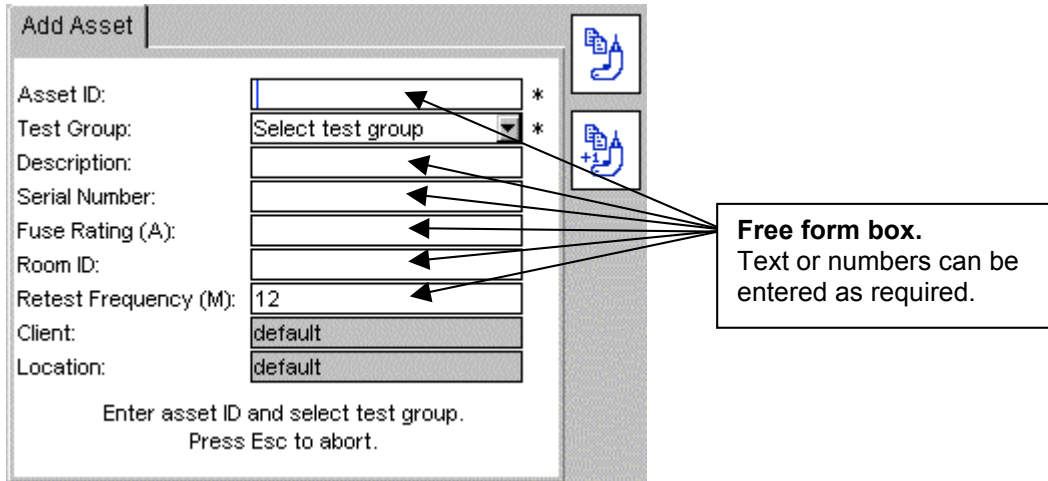 Add Asset
Asset ID: *
Test Group: Select test group *
Description:
Serial Number:
Fuse Rating (A):
Room ID:
Retest Frequency (M): 12
Client: default
Location: default
Enter asset ID and select test group.
Press Esc to abort.
+1
Free form box.
Text or numbers can be
entered as required.